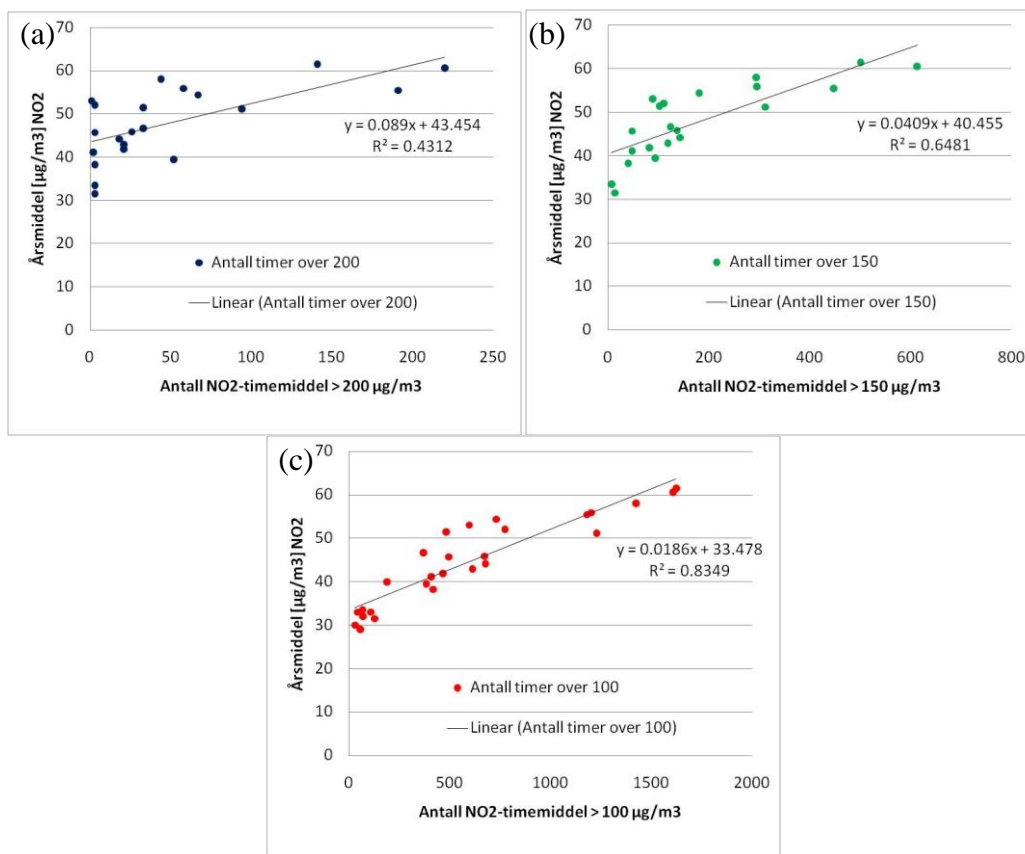 (a)
70
60
50
40
30
20
10
0
Årsmiddel [µg/m3] NO2
y = 0.089x + 43.454
R² = 0.4312
Antall timer over 200
Linear (Antall timer over 200)
0 50 100 150 200 250
Antall NO2-timemiddel > 200 µg/m3
(b)
70
60
50
40
30
20
10
0
Årsmiddel [µg/m3] NO2
y = 0.0409x + 40.455
R² = 0.6481
Antall timer over 150
Linear (Antall timer over 150)
0 200 400 600 800
Antall NO2-timemiddel > 150 µg/m3
(c)
70
60
50
40
30
20
10
0
Årsmiddel [µg/m3] NO2
y = 0.0186x + 33.478
R² = 0.8349
Antall timer over 100
Linear (Antall timer over 100)
0 500 1000 1500 2000
Antall NO2-timemiddel > 100 µg/m3